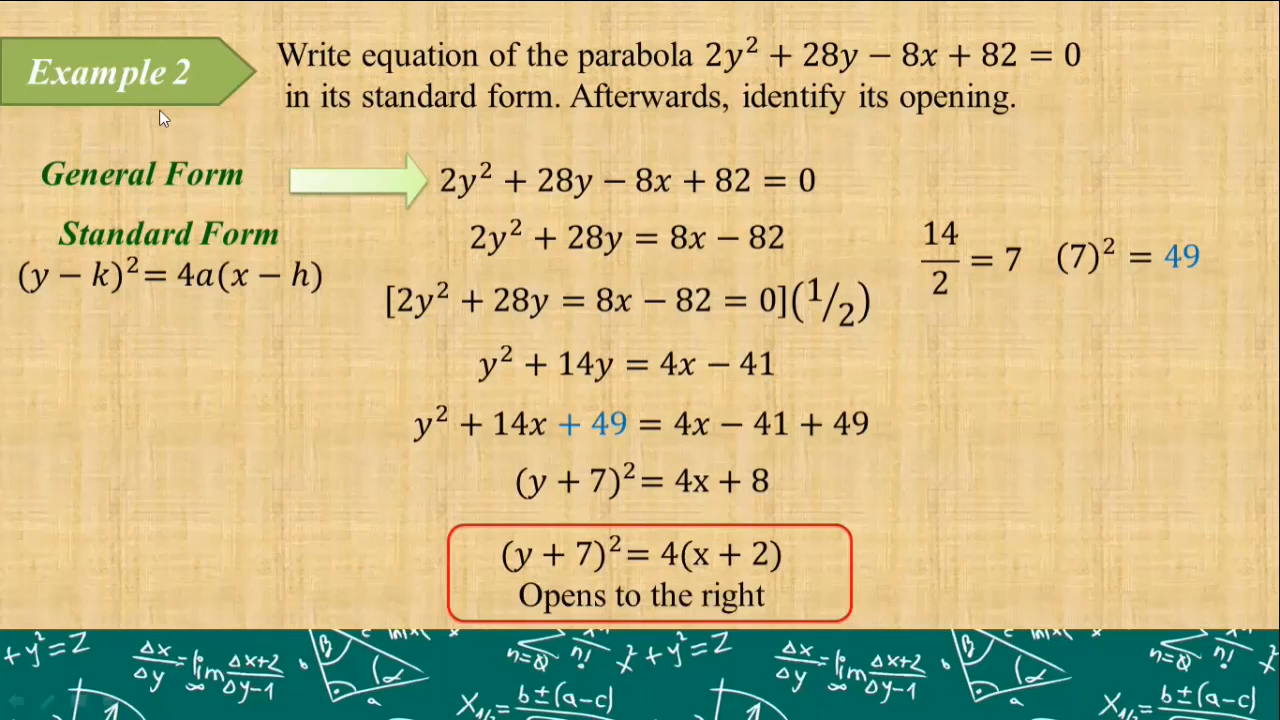 Example 2
Write equation of the parabola 2y² + 28y − 8x + 82 = 0
in its standard form. Afterwards, identify its opening.
General Form
2y² + 28y − 8x + 82 = 0
Standard Form
(y − k)² = 4a(x − h)
2y² + 28y = 8x − 82
14/2 = 7 (7)² = 49
[2y² + 28y = 8x − 82 = 0](1/2)
y² + 14y = 4x − 41
y² + 14x + 49 = 4x − 41 + 49
(y + 7)² = 4x + 8
(y + 7)² = 4(x + 2)
Opens to the right